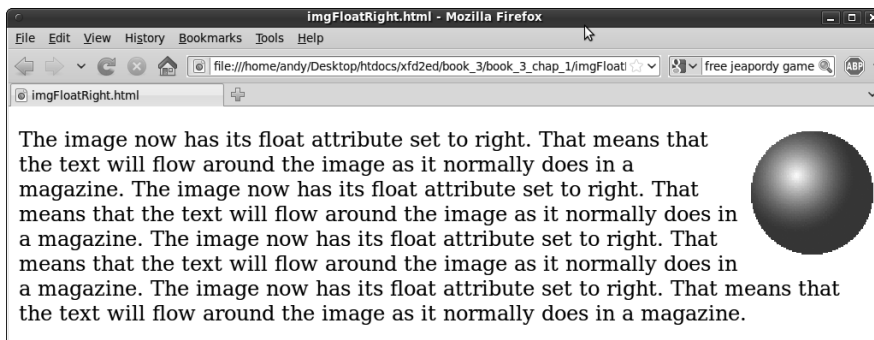 imgFloatRight.html - Mozilla Firefox
File Edit View History Bookmarks Tools Help
file:///home/andy/Desktop/htdocs/xfd2ed/book_3/book_3_chap_1/imgFloatI free jeapordy game ABP
imgFloatRight.html
The image now has its float attribute set to right. That means that
the text will flow around the image as it normally does in a
magazine. The image now has its float attribute set to right. That
means that the text will flow around the image as it normally does in
a magazine. The image now has its float attribute set to right. That
means that the text will flow around the image as it normally does in
a magazine. The image now has its float attribute set to right. That means that
the text will flow around the image as it normally does in a magazine.